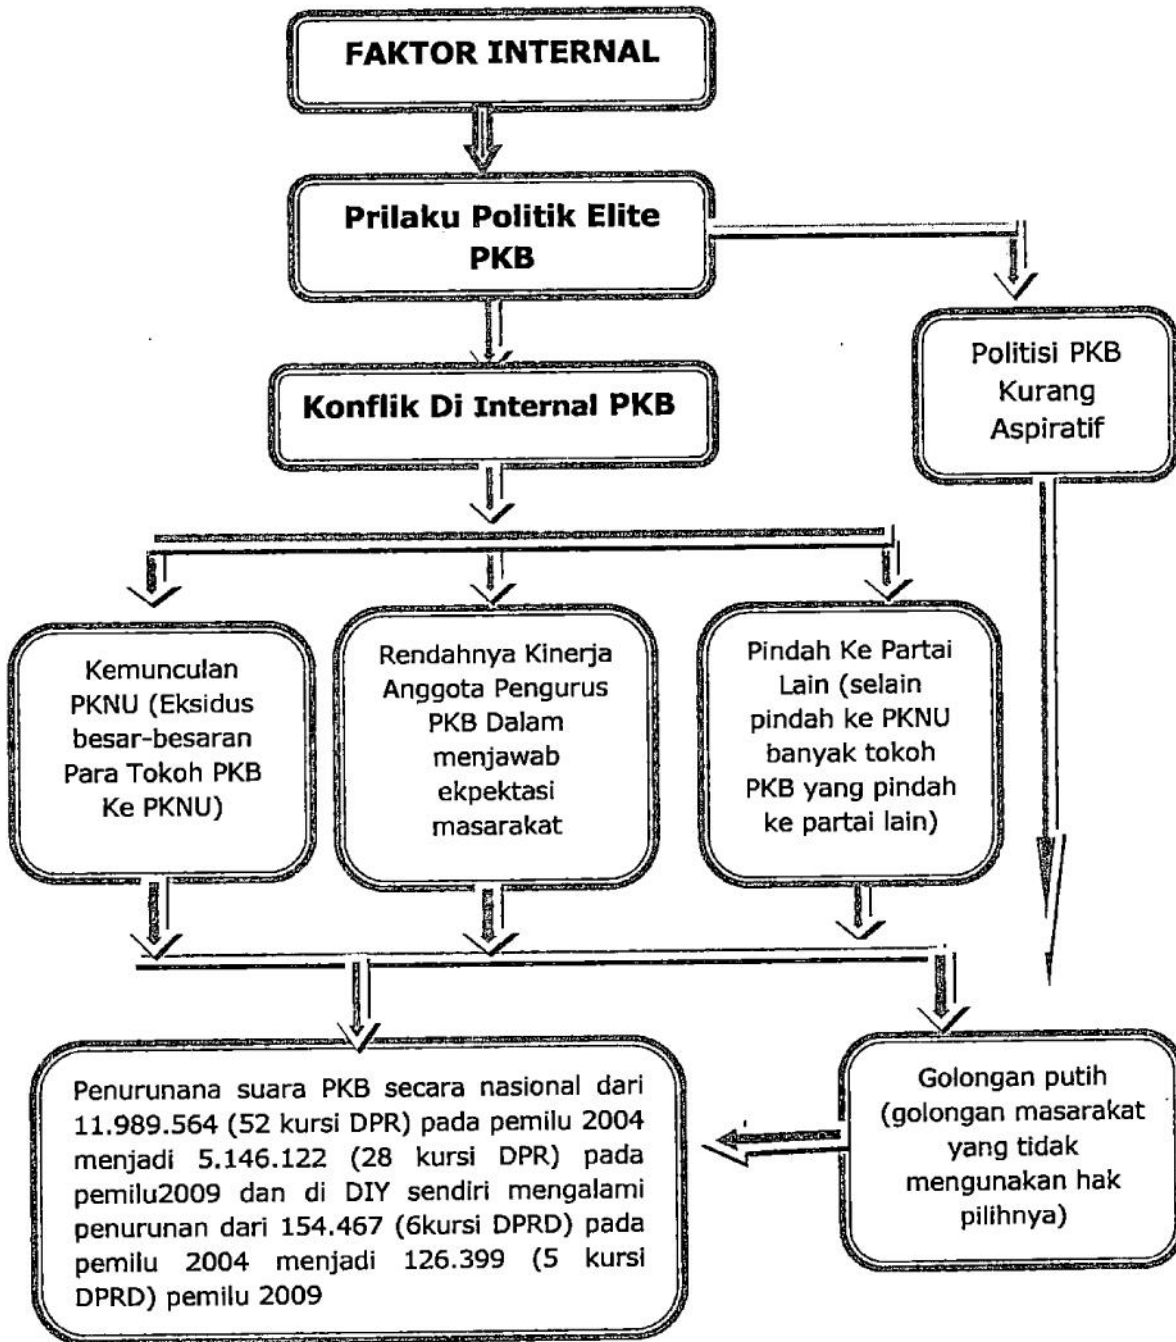 FAKTOR INTERNAL
Prilaku Politik Elite
PKB
Politisi PKB
Kurang
Aspiratif
Konflik Di Internal PKB
Kemunculan
PKNU (Eksidus
besar-besaran
Para Tokoh PKB
Ke PKNU)
Rendahnya Kinerja
Anggota Pengurus
PKB Dalam
menjawab
ekpektasi
masarakat
Pindah Ke Partai
Lain (selain
pindah ke PKNU
banyak tokoh
PKB yang pindah
ke partai lain)
Penurunana suara PKB secara nasional dari
11.989.564 (52 kursi DPR) pada pemilu 2004
menjadi 5.146.122 (28 kursi DPR) pada
pemilu2009 dan di DIY sendiri mengalami
penurunan dari 154.467 (6kursi DPRD) pada
pemilu 2004 menjadi 126.399 (5 kursi
DPRD) pemilu 2009
Golongan putih
(golongan masarakat
yang tidak
mengunakan hak
pilihnya)